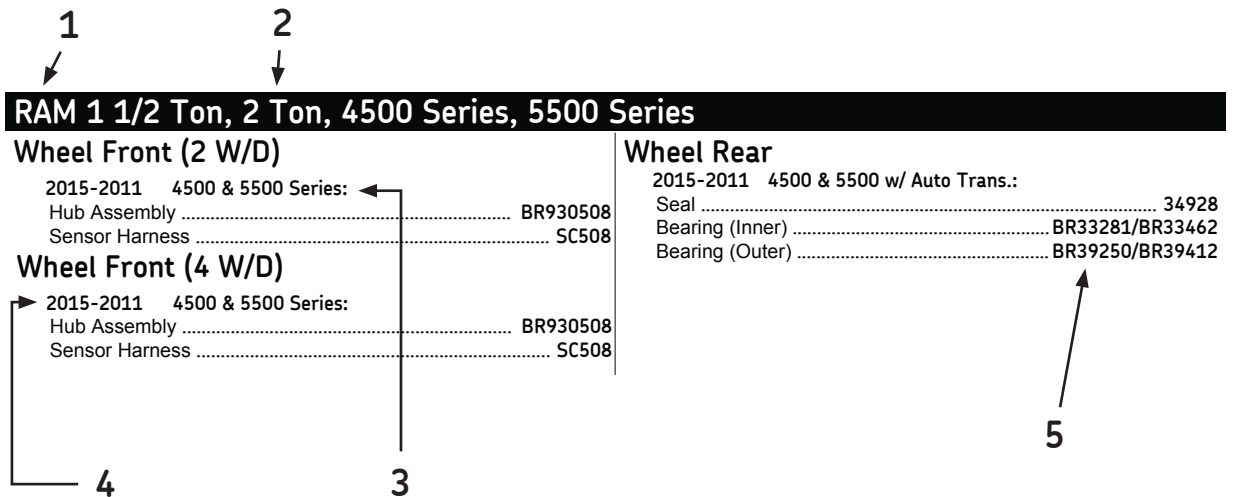 1 2
RAM 1 1/2 Ton, 2 Ton, 4500 Series, 5500 Series
Wheel Front (2 W/D)
2015-2011 4500 & 5500 Series:
Hub Assembly ........ BR930508
Sensor Harness ........ SC508
Wheel Front (4 W/D)
2015-2011 4500 & 5500 Series:
Hub Assembly ........ BR930508
Sensor Harness ........ SC508
Wheel Rear
2015-2011 4500 & 5500 w/ Auto Trans.:
Seal ........ 34928
Bearing (Inner) ........ BR33281/BR33462
Bearing (Outer) ........ BR39250/BR39412
5
4 3